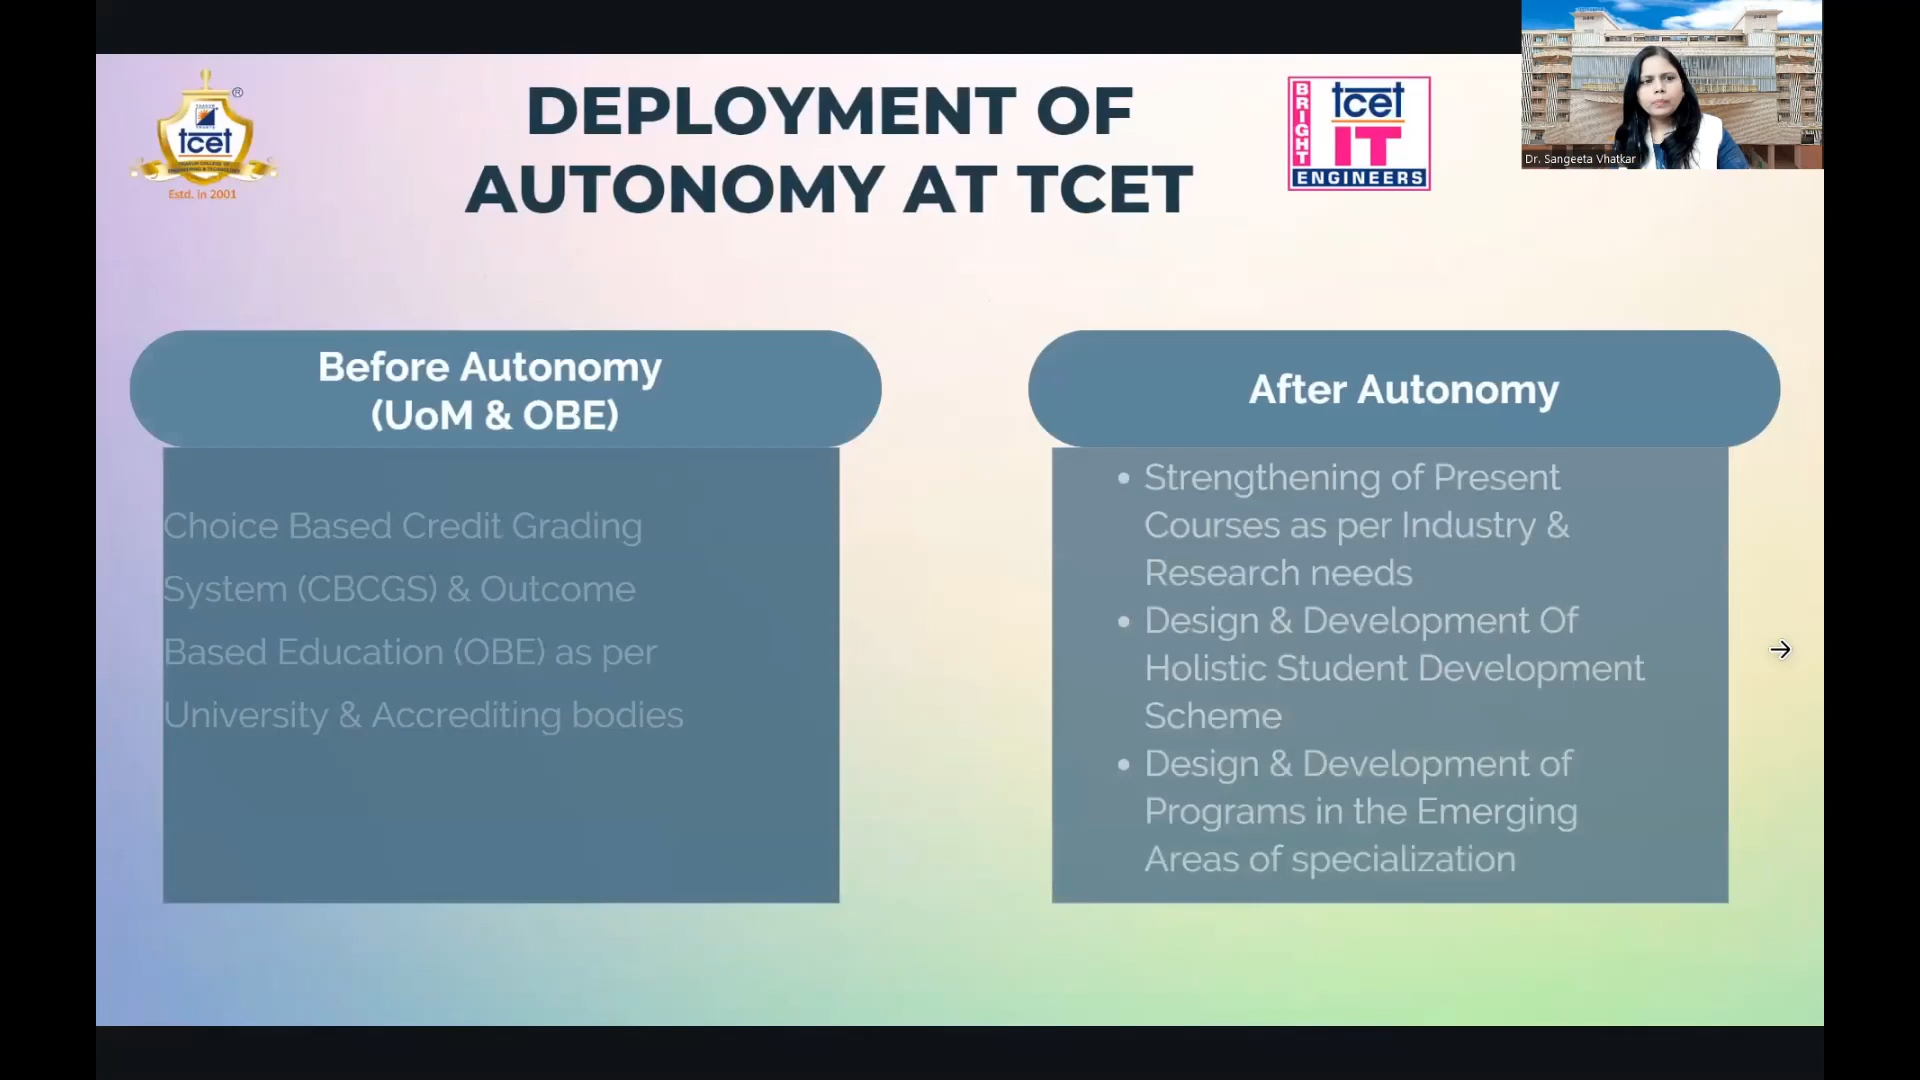 DEPLOYMENT OF
AUTONOMY AT TCET
®
tcet
Estd. in 2001
BRIGHT
tcet
IT
ENGINEERS
Dr. Sangeeta Vhatkar
Before Autonomy
(UoM & OBE)
Choice Based Credit Grading
System (CBCGS) & Outcome
Based Education (OBE) as per
University & Accrediting bodies
After Autonomy
• Strengthening of Present
Courses as per Industry &
Research needs
• Design & Development Of
Holistic Student Development
Scheme
• Design & Development of
Programs in the Emerging
Areas of specialization